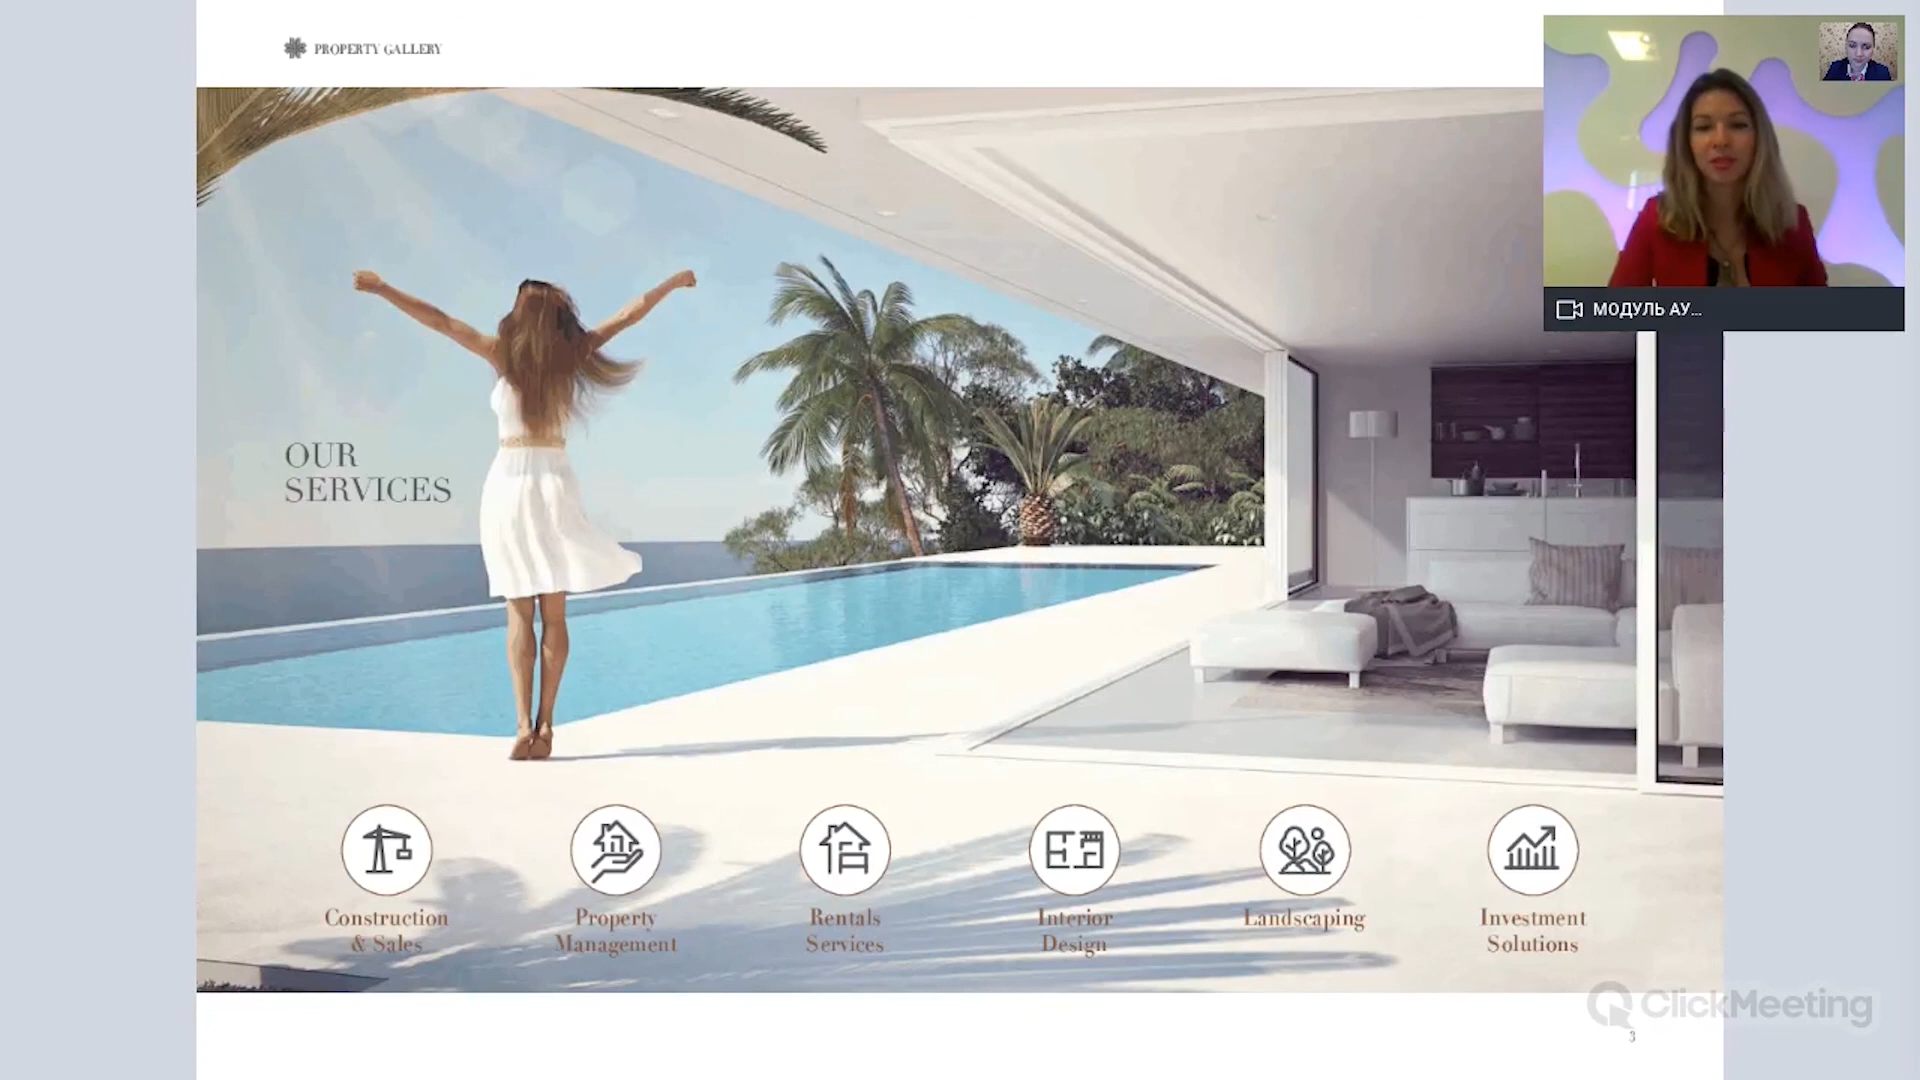 PROPERTY GALLERY
МОДУЛЬ АУ...
OUR
SERVICES
Construction
& Sales
Property
Management
Rentals
Services
Interior
Design
Landscaping
Investment
Solutions
ClickMeeting
3